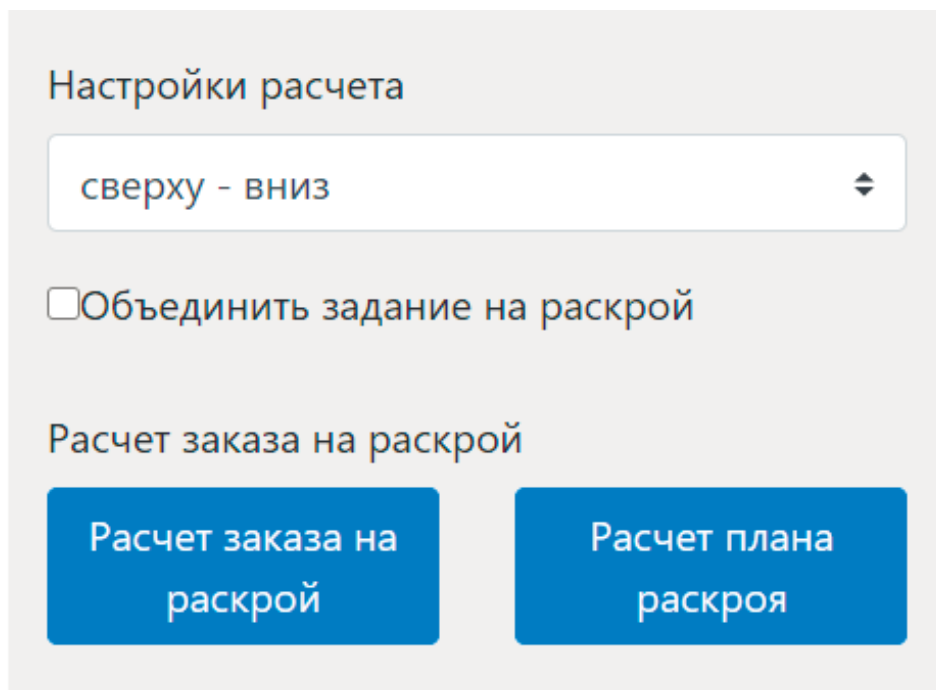 Настройки расчета
сверху - вниз
Объединить задание на раскрой
Расчет заказа на раскрой
Расчет заказа на
раскрой
Расчет плана
раскроя